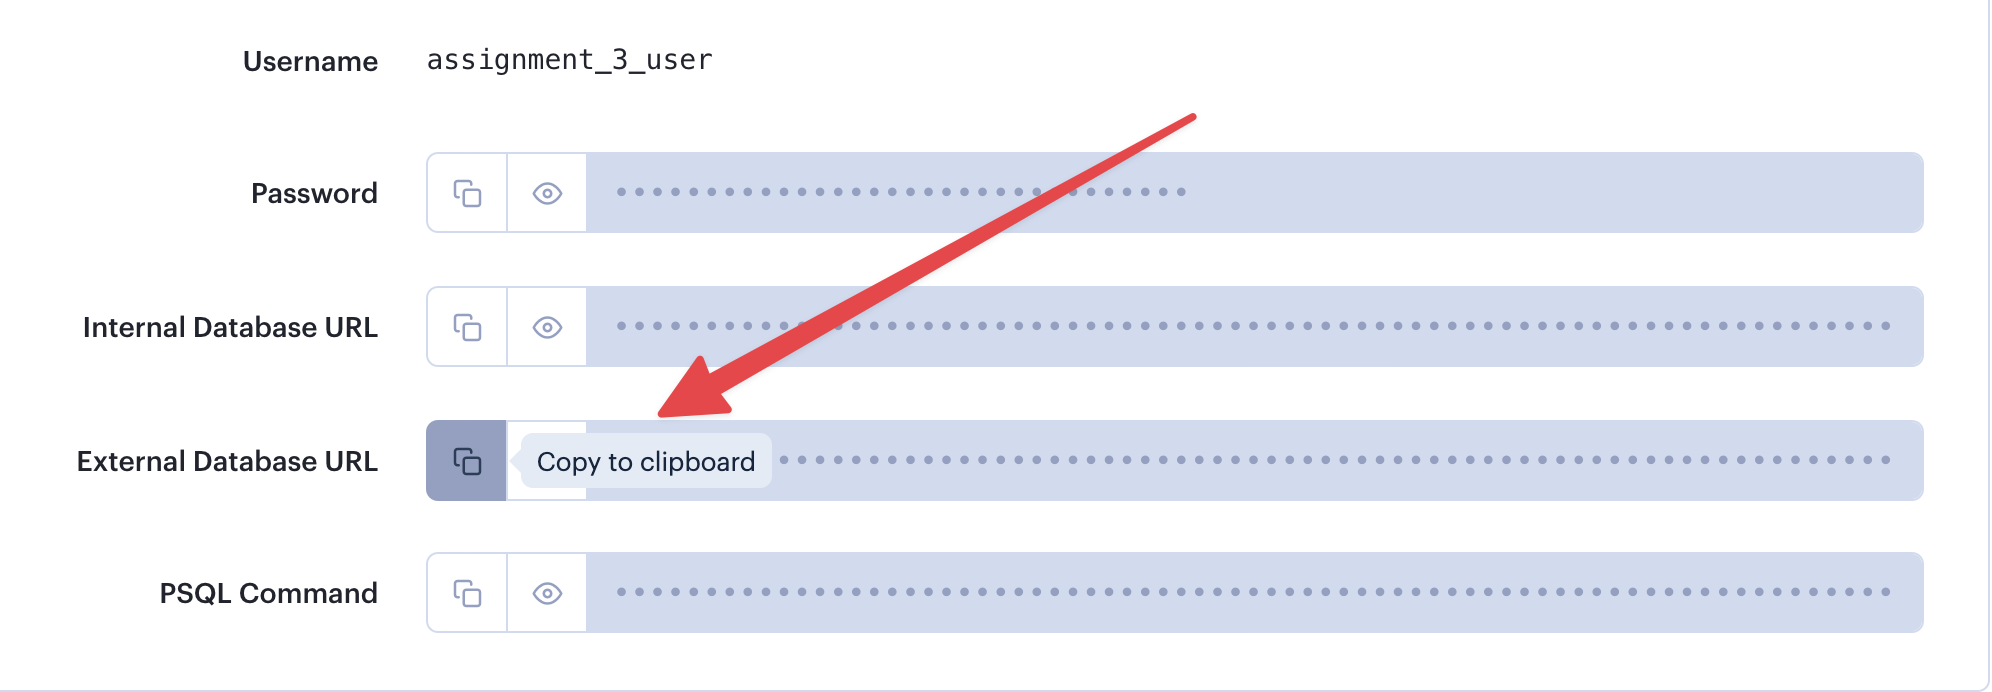 Username assignment_3_user
Password
Internal Database URL
External Database URL Copy to clipboard
PSQL Command